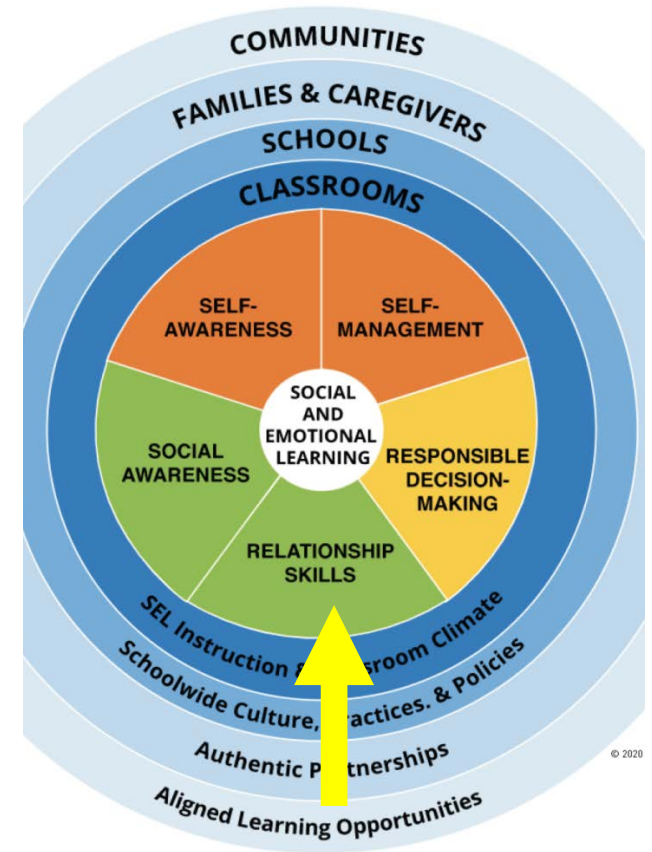 COMMUNITIES
FAMILIES & CAREGIVERS
SCHOOLS
CLASSROOMS
SELF-
AWARENESS
SELF-
MANAGEMENT
SOCIAL
AND
EMOTIONAL
LEARNING
SOCIAL
AWARENESS
RESPONSIBLE
DECISION-
MAKING
RELATIONSHIP
SKILLS
SEL Instruction & Climate
Schoolwide Culture, & Policies
Authentic
Aligned Learning Opportunities
© 2020